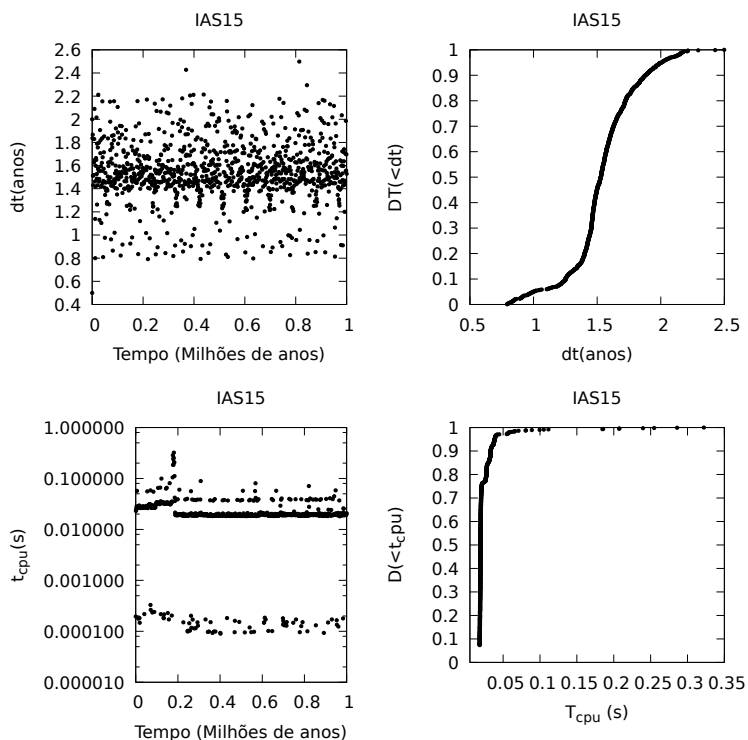 IAS15
2.6
2.4
2.2
2
1.8
1.6
1.4
1.2
1
0.8
0.6
0.4
dt(anos)
0 0.2 0.4 0.6 0.8 1
Tempo (Milhões de anos)
IAS15
1
0.9
0.8
0.7
0.6
0.5
0.4
0.3
0.2
0.1
0
DT(<dt)
0.5 1 1.5 2 2.5
dt(anos)
IAS15
1.000000
0.100000
0.010000
0.001000
0.000100
0.000010
t_cpu(s)
0 0.2 0.4 0.6 0.8 1
Tempo (Milhões de anos)
IAS15
1
0.9
0.8
0.7
0.6
0.5
0.4
0.3
0.2
0.1
0
D(<t_cpu)
0.05 0.1 0.15 0.2 0.25 0.3 0.35
T_cpu (s)